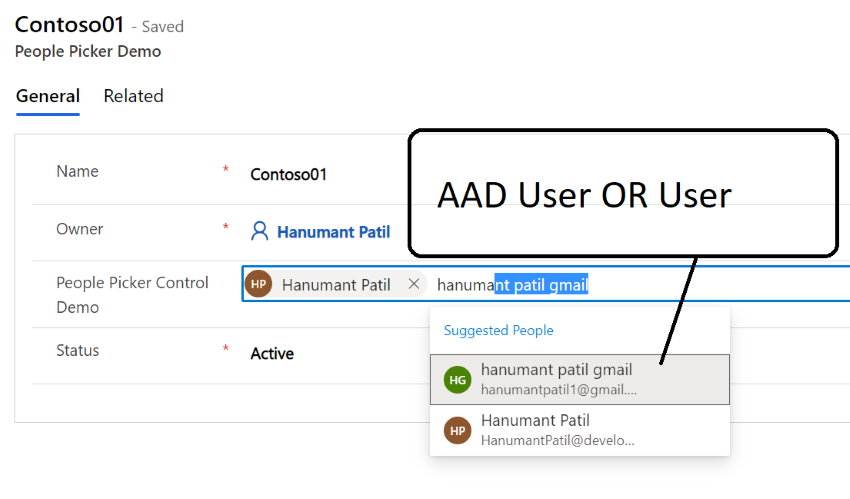 Contoso01 - Saved
People Picker Demo
General Related
Name * Contoso01
AAD User OR User
Owner * Hanumant Patil
People Picker Control
Demo
HP Hanumant Patil × hanumant patil gmail
Suggested People
Status * Active
HG hanumant patil gmail
hanumantpatil1@gmail....
HP Hanumant Patil
HanumantPatil@develo...